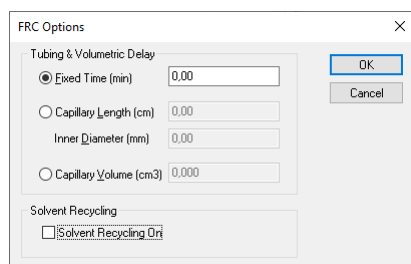 FRC Options
Tubing & Volumetric Delay
Fixed Time (min) 0,00
OK
Cancel
Capillary Length (cm) 0,00
Inner Diameter (mm) 0,00
Capillary Volume (cm3) 0,000
Solvent Recycling
Solvent Recycling On